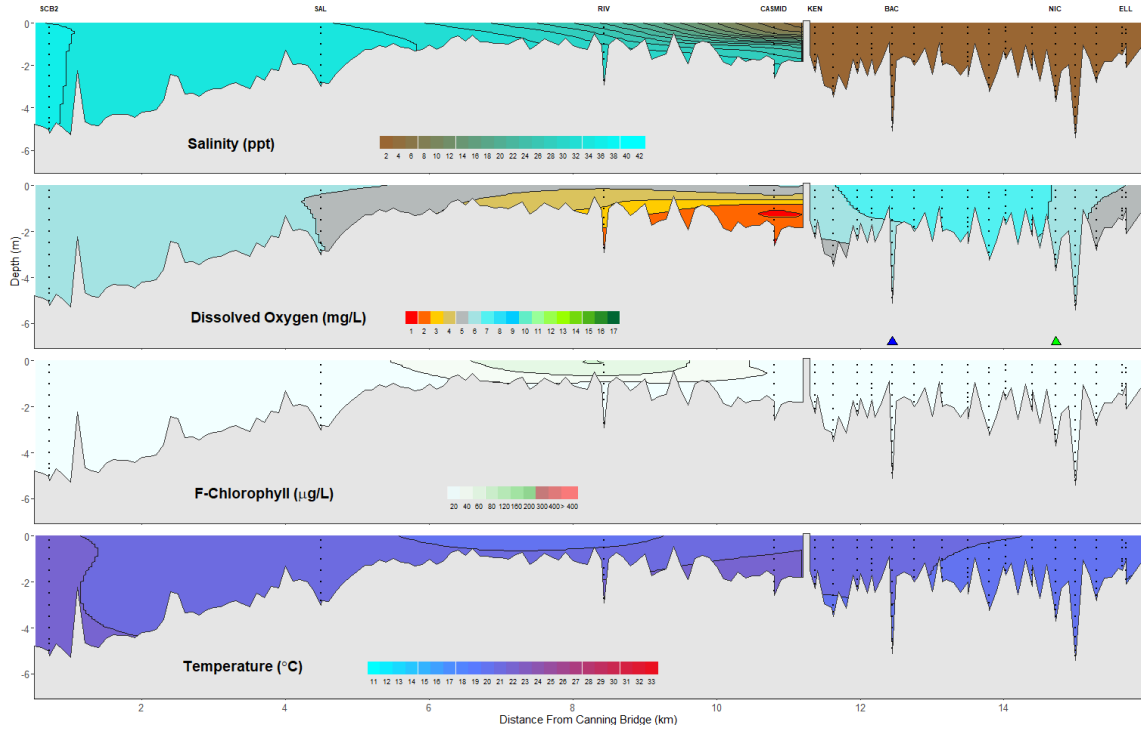 SCB2 SAL RIV CASMID KEN BAC NIC ELL
0
-2
-4
-6
Salinity (ppt)
2 4 6 8 10 12 14 16 18 20 22 24 26 28 30 32 34 36 38 40 42
0
-2
-4
-6
Depth (m)
Dissolved Oxygen (mg/L)
1 2 3 4 5 6 7 8 9 10 11 12 13 14 15 16 17
0
-2
-4
-6
F-Chlorophyll (μg/L)
20 40 60 80 120 160 200 300 400 > 400
0
-2
-4
-6
Temperature (°C)
11 12 13 14 15 16 17 18 19 20 21 22 23 24 25 26 27 28 29 30 31 32 33
2 4 6 8 10 12 14
Distance From Canning Bridge (km)